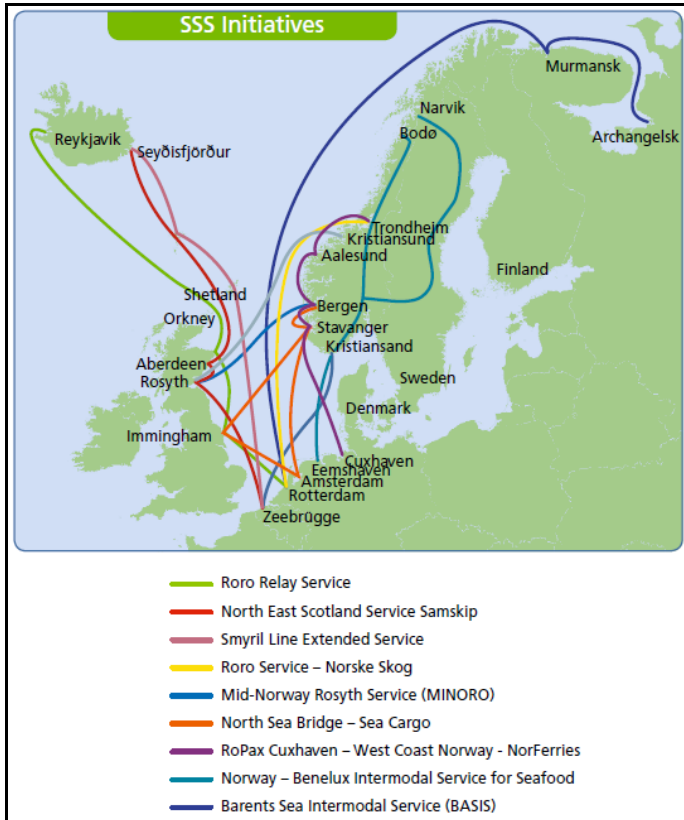 SSS Initiatives
Murmansk
Narvik
Archangelsk
Bodø
Reykjavik
Seyðisfjörður
Trondheim
Kristiansund
Aalesund
Finland
Shetland
Bergen
Orkney
Stavanger
Kristiansand
Aberdeen
Rosyth
Sweden
Denmark
Immingham
Cuxhaven
Eemshaven
Amsterdam
Rotterdam
Zeebrügge
Roro Relay Service
North East Scotland Service Samskip
Smyril Line Extended Service
Roro Service – Norske Skog
Mid-Norway Rosyth Service (MINORO)
North Sea Bridge – Sea Cargo
RoPax Cuxhaven – West Coast Norway - NorFerries
Norway – Benelux Intermodal Service for Seafood
Barents Sea Intermodal Service (BASIS)